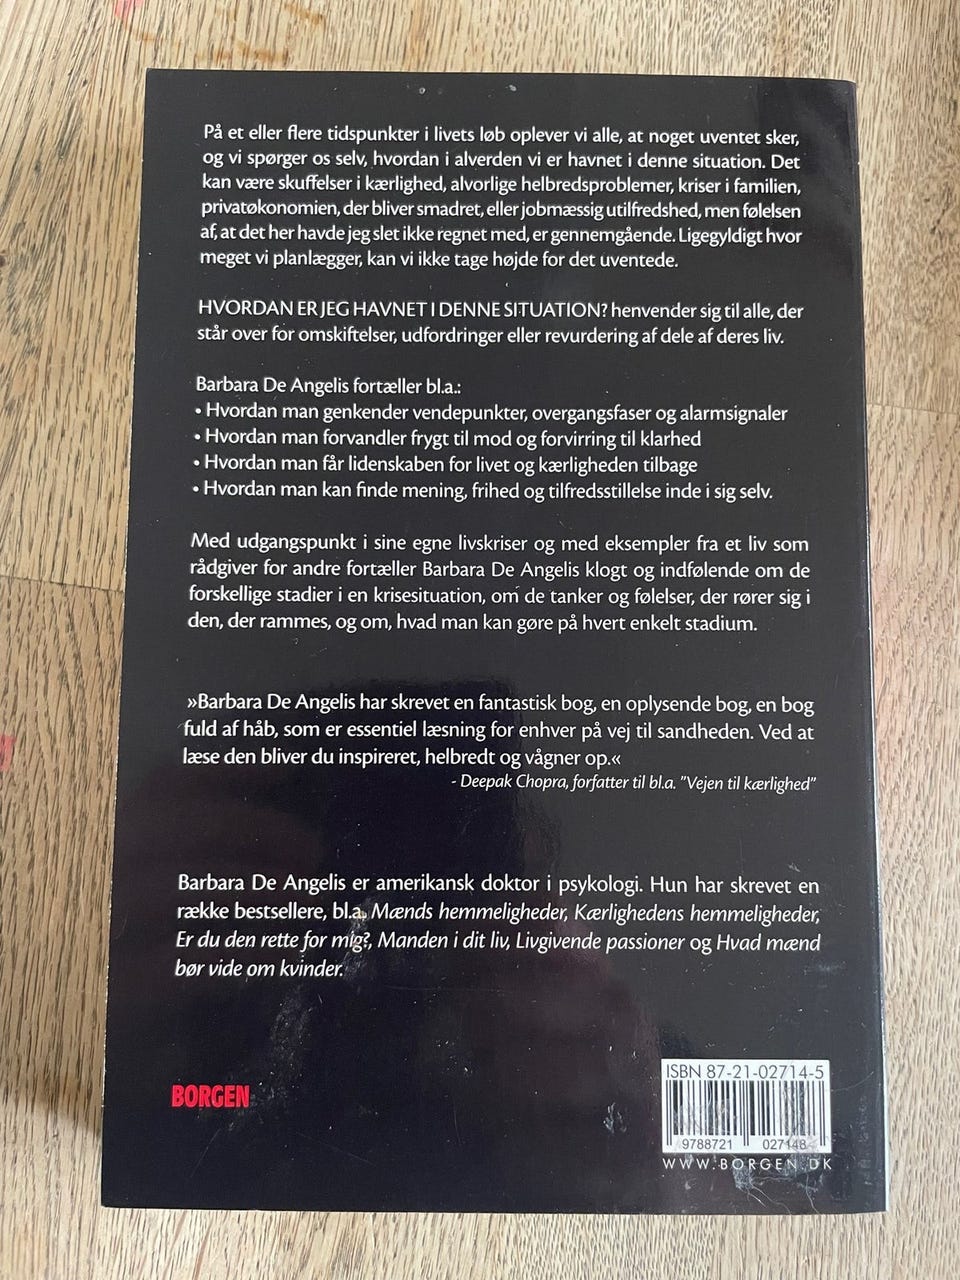 På et eller flere tidspunkter i livets løb oplever vi alle, at noget uventet sker,
og vi spørger os selv, hvordan i alverden vi er havnet i denne situation. Det
kan være skuffelser i kærlighed, alvorlige helbredsproblemer, kriser i familien,
privatøkonomien, der bliver smadret, eller jobmæssig utilfredshed, men følelsen
af, at det her havde jeg slet ikke regnet med, er gennemgående. Ligegyldigt hvor
meget vi planlægger, kan vi ikke tage højde for det uventede.
HVORDAN ER JEG HAVNET I DENNE SITUATION? henvender sig til alle, der
står over for omskiftelser, udfordringer eller revurdering af dele af deres liv.
Barbara De Angelis fortæller bl.a.:
• Hvordan man genkender vendepunkter, overgangsfaser og alarmsignaler
• Hvordan man forvandler frygt til mod og forvirring til klarhed
• Hvordan man får lidenskaben for livet og kærligheden tilbage
• Hvordan man kan finde mening, frihed og tilfredsstillelse inde i sig selv.
Med udgangspunkt i sine egne livskriser og med eksempler fra et liv som
rådgiver for andre fortæller Barbara De Angelis klogt og indfølende om de
forskellige stadier i en krisesituation, om de tanker og følelser, der rører sig i
den, der rammes, og om, hvad man kan gøre på hvert enkelt stadium.
»Barbara De Angelis har skrevet en fantastisk bog, en oplysende bog, en bog
fuld af håb, som er essentiel læsning for enhver på vej til sandheden. Ved at
læse den bliver du inspireret, helbredt og vågner op.«
- Deepak Chopra, forfatter til bl.a. "Vejen til kærlighed"
Barbara De Angelis er amerikansk doktor i psykologi. Hun har skrevet en
række bestsellere, bl.a. Mænds hemmeligheder, Kærlighedens hemmeligheder,
Er du den rette for mig?, Manden i dit liv, Livgivende passioner og Hvad mænd
bør vide om kvinder.
BORGEN
ISBN 87-21-02714-5
9788721 027148
WWW.BORGEN.DK